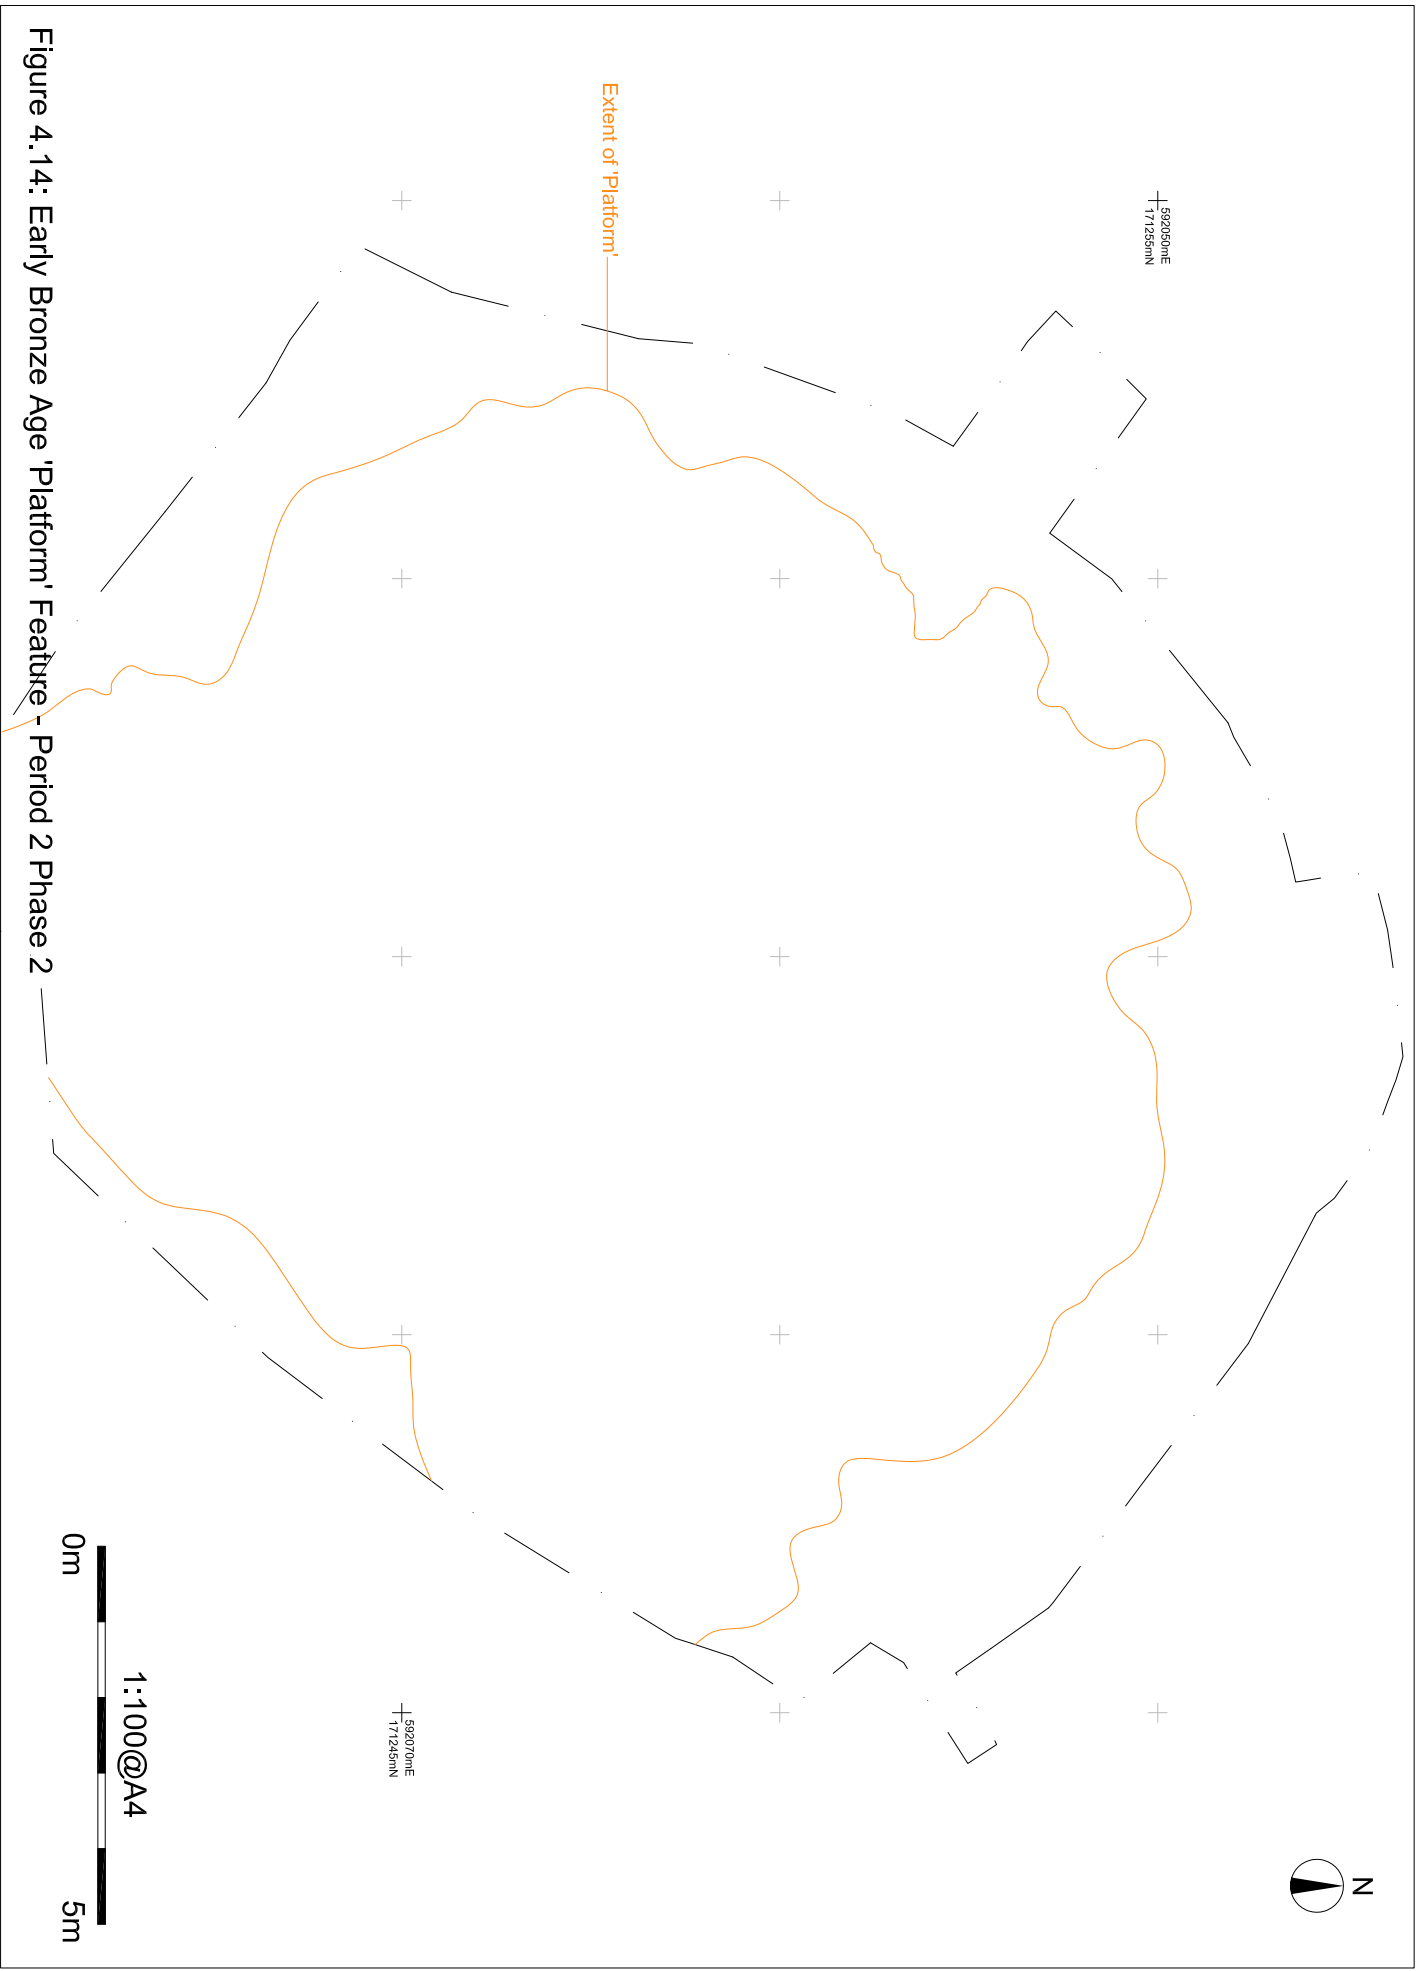 N
592050mE
171255mN
Extent of 'Platform'
592070mE
171245mN
1:100@A4
0m
5m
Figure 4.14: Early Bronze Age 'Platform' Feature - Period 2 Phase 2